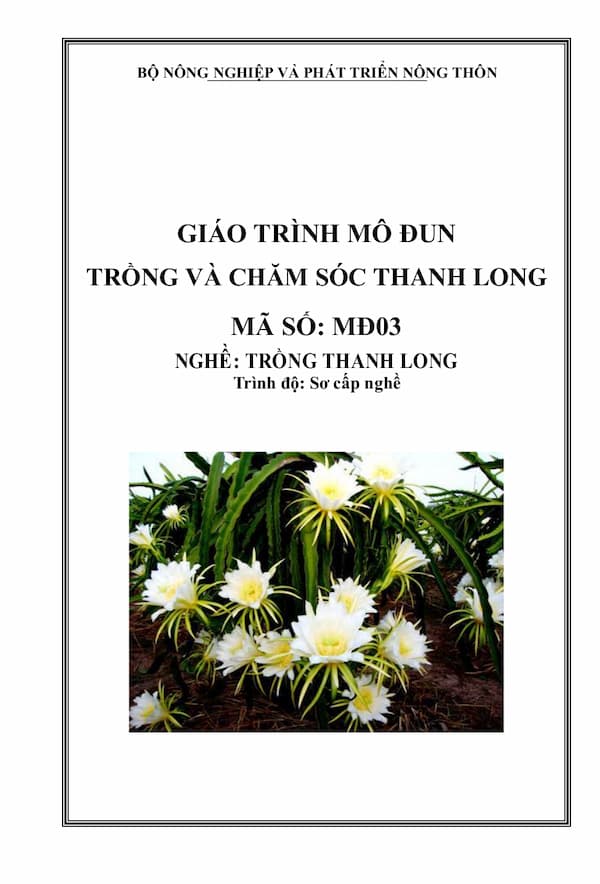 BỘ NÔNG NGHIỆP VÀ PHÁT TRIỂN NÔNG THÔN
GIÁO TRÌNH MÔ ĐUN
TRỒNG VÀ CHĂM SÓC THANH LONG
MÃ SỐ: MĐ03
NGHỀ: TRỒNG THANH LONG
Trình độ: Sơ cấp nghề